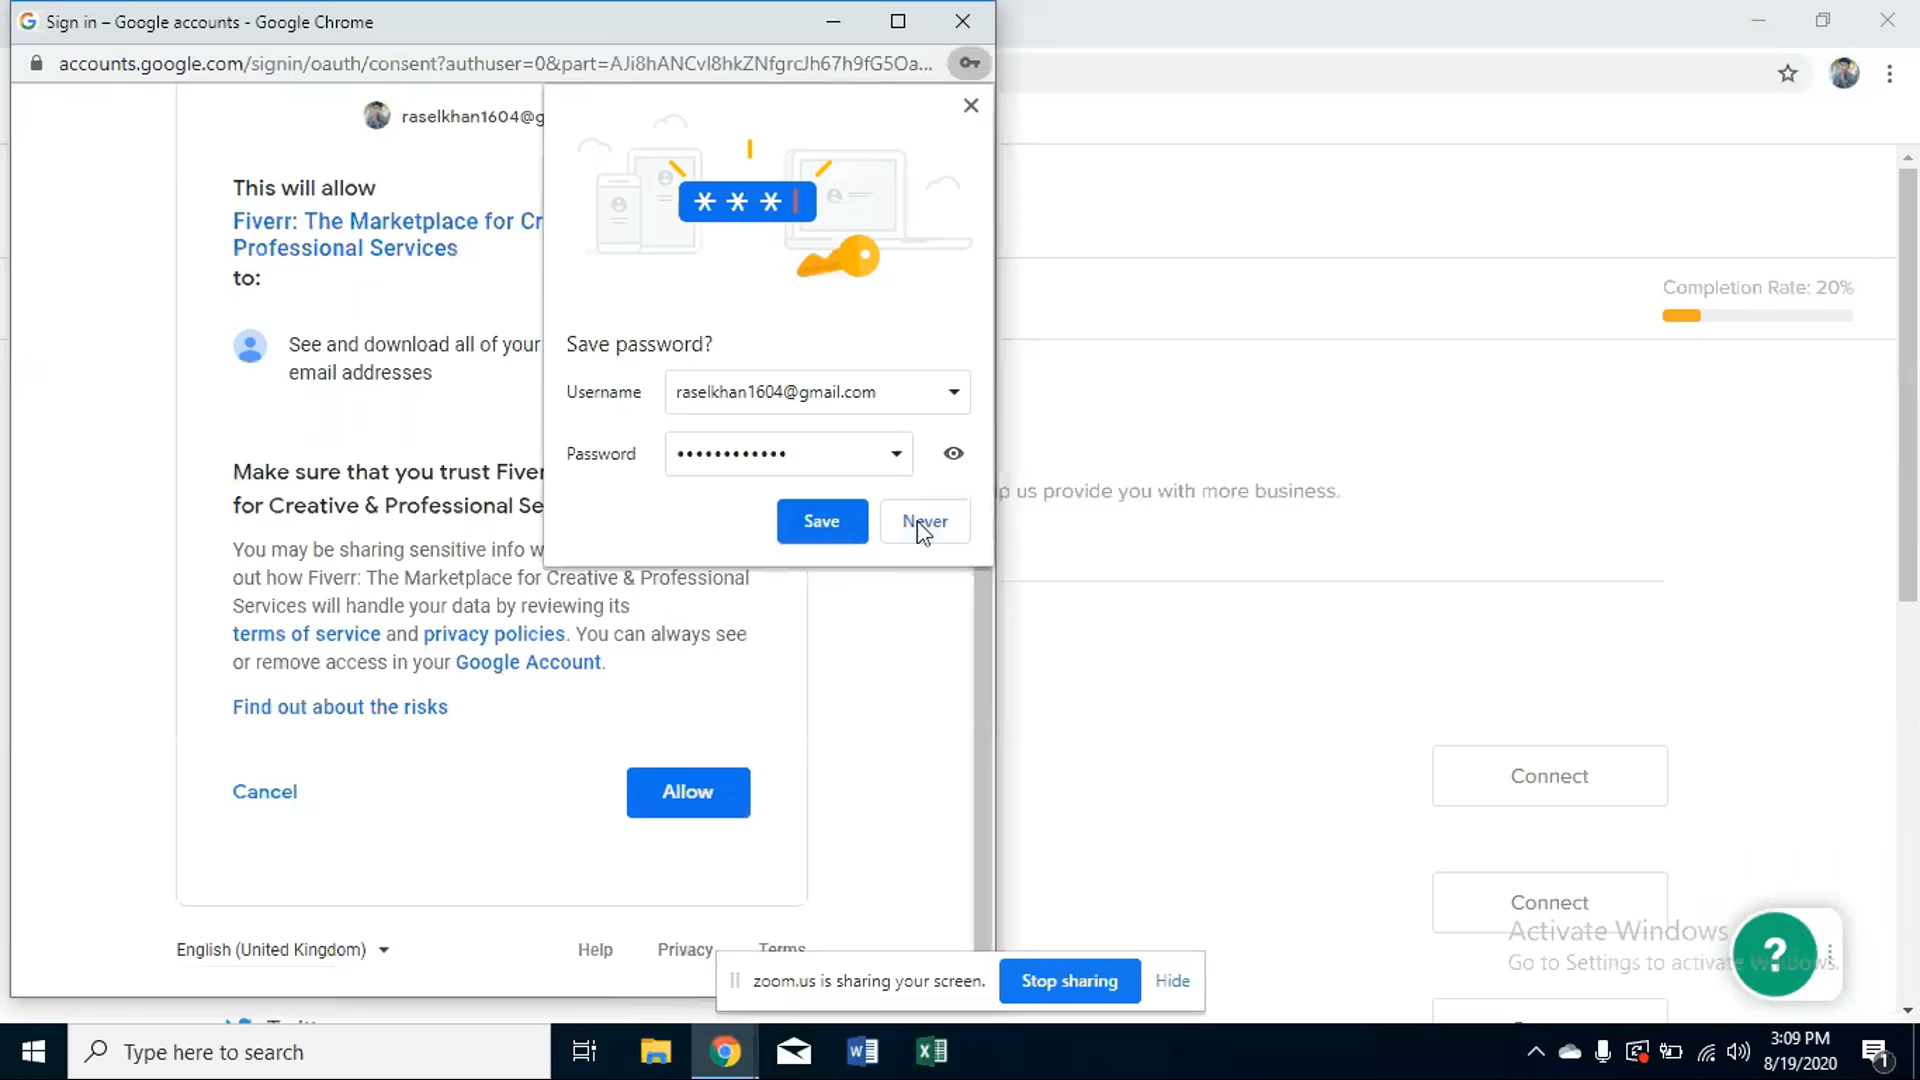 Sign in – Google accounts - Google Chrome
accounts.google.com/signin/oauth/consent?authuser=0&part=AJi8hANCvI8hkZNfgrcJh67h9fG5Oa...
raselkhan1604@g
This will allow
Fiverr: The Marketplace for Cr
Professional Services
to:
See and download all of your
email addresses
Make sure that you trust Fiver
for Creative & Professional Se
You may be sharing sensitive info w
out how Fiverr: The Marketplace for Creative & Professional
Services will handle your data by reviewing its
terms of service and privacy policies. You can always see
or remove access in your Google Account.
Find out about the risks
Cancel
Allow
English (United Kingdom)
Help
Privacy
Terms
***
Save password?
Username
raselkhan1604@gmail.com
Password
••••••••••••
Save
Never
Completion Rate: 20%
p us provide you with more business.
Connect
Connect
Activate Windows
Go to Settings to activate Windows.
?
zoom.us is sharing your screen.
Stop sharing
Hide
Type here to search
3:09 PM
8/19/2020
1